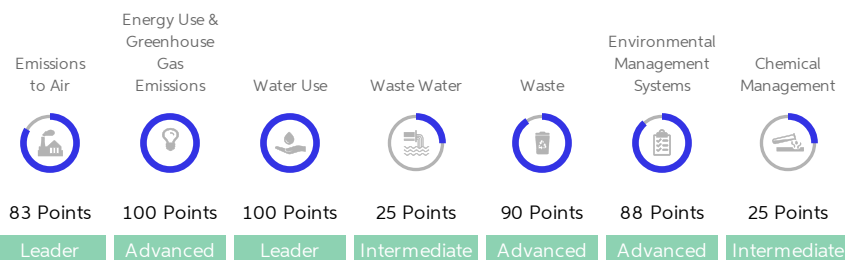 Emissions
to Air
Energy Use &
Greenhouse
Gas
Emissions
Water Use
Waste Water
Waste
Environmental
Management
Systems
Chemical
Management
83 Points
100 Points
100 Points
25 Points
90 Points
88 Points
25 Points
Leader
Advanced
Leader
Intermediate
Advanced
Advanced
Intermediate